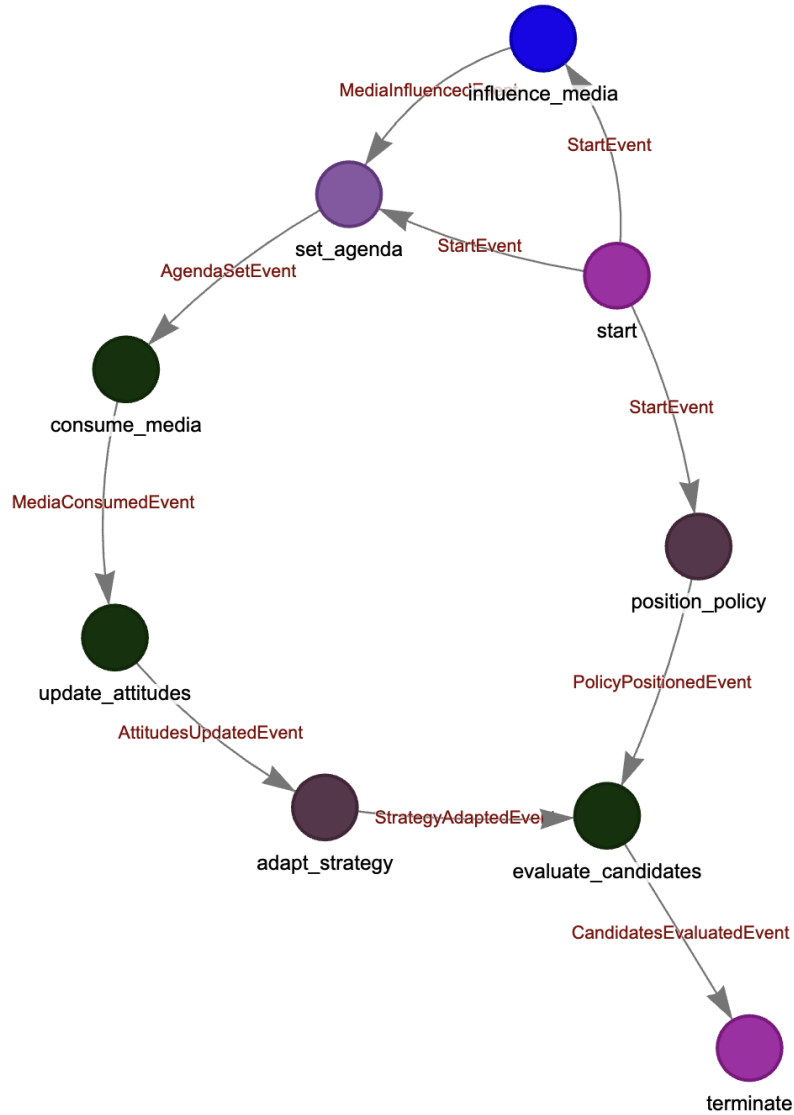 MediaInfluencedEvent
influence_media
StartEvent
set_agenda
StartEvent
AgendaSetEvent
start
consume_media
StartEvent
MediaConsumedEvent
position_policy
update_attitudes
PolicyPositionedEvent
AttitudesUpdatedEvent
StrategyAdaptedEvent
adapt_strategy
evaluate_candidates
CandidatesEvaluatedEvent
terminate